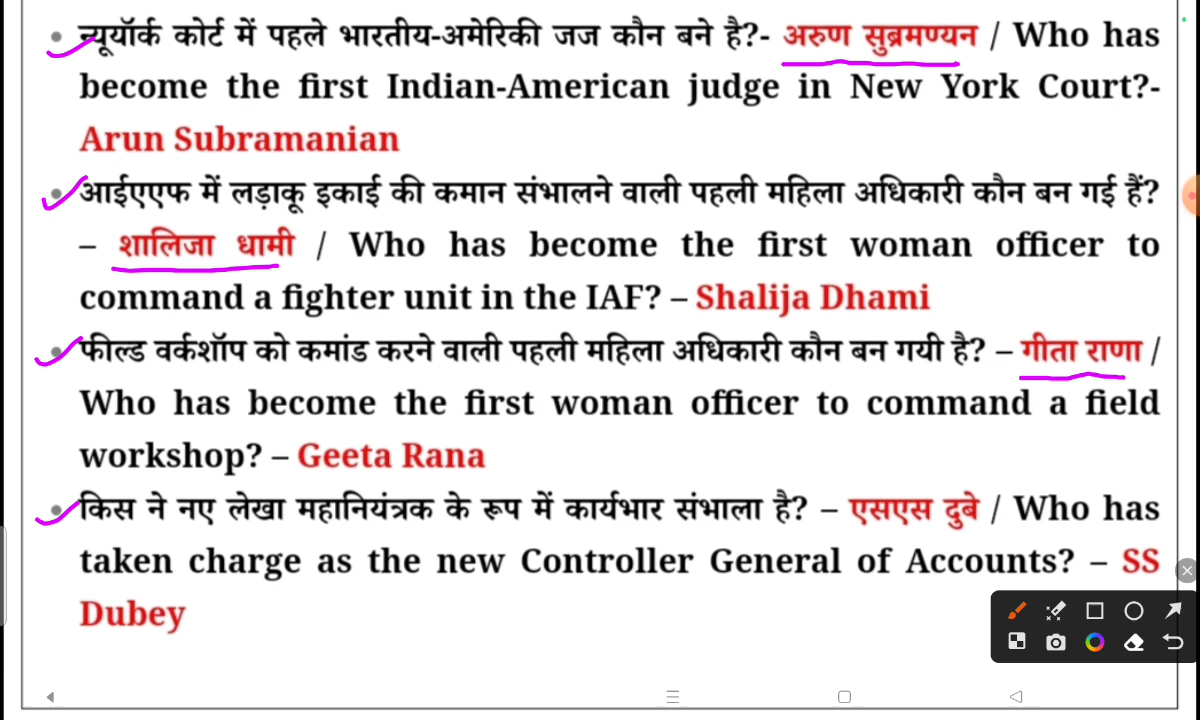 न्यूयॉर्क कोर्ट में पहले भारतीय-अमेरिकी जज कौन बने है?- अरुण सुब्रमण्यन / Who has
become the first Indian-American judge in New York Court?-
Arun Subramanian
आईएएफ में लड़ाकू इकाई की कमान संभालने वाली पहली महिला अधिकारी कौन बन गई हैं?
– शालिजा धामी / Who has become the first woman officer to
command a fighter unit in the IAF? – Shalija Dhami
फील्ड वर्कशॉप को कमांड करने वाली पहली महिला अधिकारी कौन बन गयी है? – गीता राणा /
Who has become the first woman officer to command a field
workshop? – Geeta Rana
किस ने नए लेखा महानियंत्रक के रूप में कार्यभार संभाला है? – एसएस दुबे / Who has
taken charge as the new Controller General of Accounts? – SS
Dubey